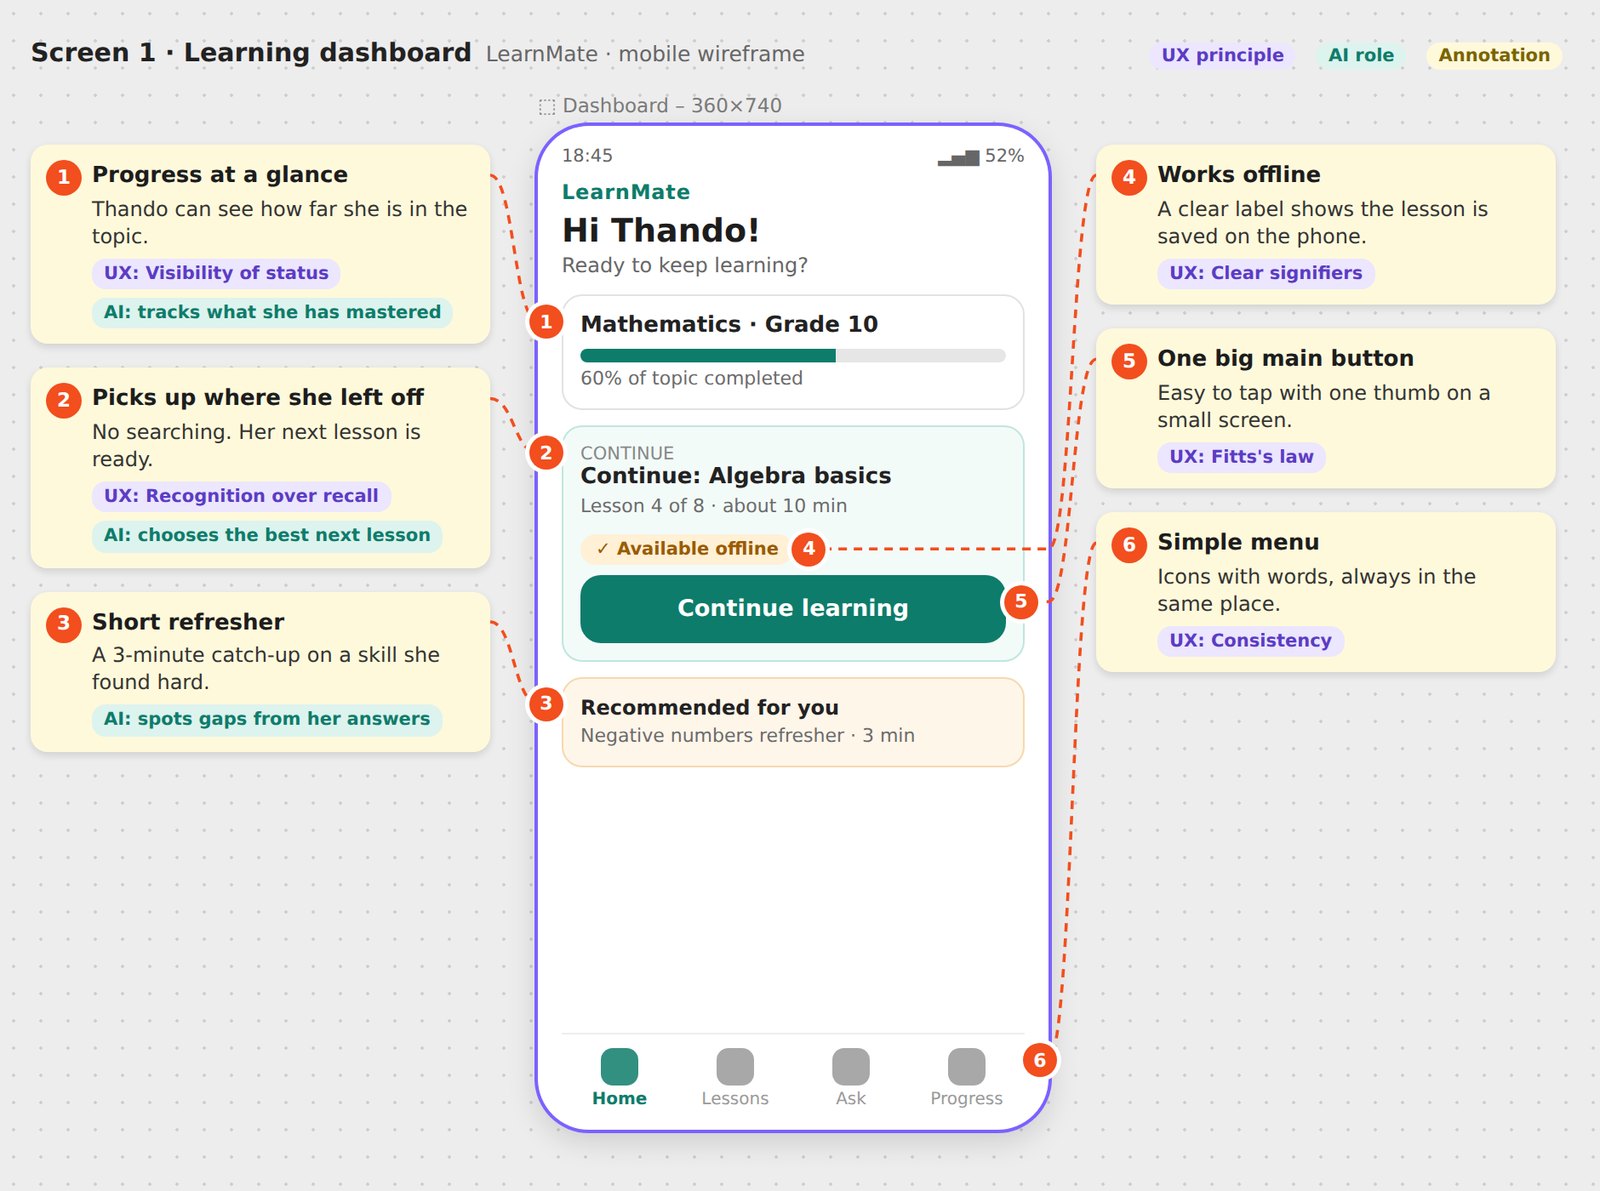 Screen 1 · Learning dashboard LearnMate · mobile wireframe
UX principle AI role Annotation
Dashboard – 360×740
1 Progress at a glance
Thando can see how far she is in the
topic.
UX: Visibility of status
AI: tracks what she has mastered
2 Picks up where she left off
No searching. Her next lesson is
ready.
UX: Recognition over recall
AI: chooses the best next lesson
3 Short refresher
A 3-minute catch-up on a skill she
found hard.
AI: spots gaps from her answers
18:45 52%
LearnMate
Hi Thando!
Ready to keep learning?
1 Mathematics · Grade 10
60% of topic completed
2 CONTINUE
Continue: Algebra basics
Lesson 4 of 8 · about 10 min
✓ Available offline 4
Continue learning 5
3 Recommended for you
Negative numbers refresher · 3 min
6
Home Lessons Ask Progress
4 Works offline
A clear label shows the lesson is
saved on the phone.
UX: Clear signifiers
5 One big main button
Easy to tap with one thumb on a
small screen.
UX: Fitts's law
6 Simple menu
Icons with words, always in the
same place.
UX: Consistency